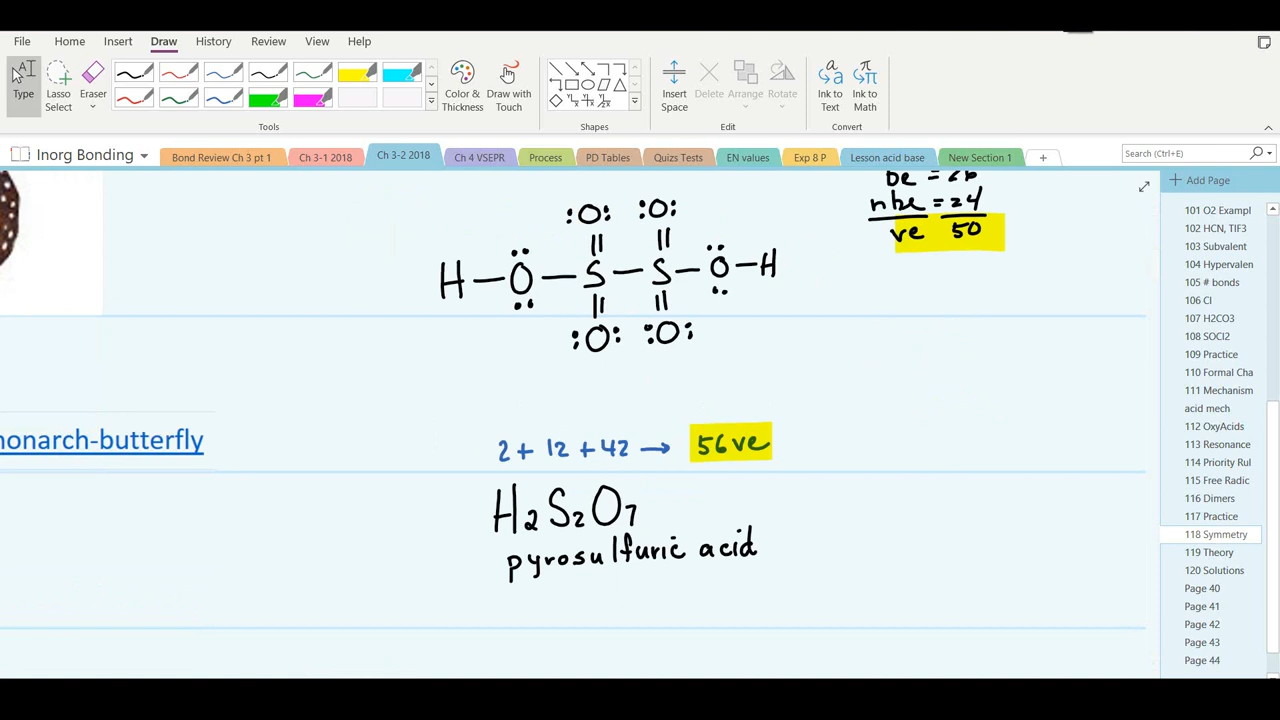 File Home Insert Draw History Review View Help
Type
Lasso Select
Eraser
Color & Thickness
Draw with Touch
Insert Space
Delete
Arrange
Rotate
Ink to Text
Ink to Math
Tools
Shapes
Edit
Convert
Inorg Bonding
Bond Review Ch 3 pt 1
Ch 3-1 2018
Ch 3-2 2018
Ch 4 VSEPR
Process
PD Tables
Quizs Tests
EN values
Exp 8 P
Lesson acid base
New Section 1
Search (Ctrl+E)
Add Page
101 O2 Exampl
102 HCN, TIF3
103 Subvalent
104 Hypervalen
105 # bonds
106 CI
107 H2CO3
108 SOCl2
109 Practice
110 Formal Cha
111 Mechanism
acid mech
112 OxyAcids
113 Resonance
114 Priority Rul
115 Free Radic
116 Dimers
117 Practice
118 Symmetry
119 Theory
120 Solutions
Page 40
Page 41
Page 42
Page 43
Page 44
be = 26
nbe = 24
ve 50
:O: :O:
H—O—S—S—O—H
:O: :O:
nonarch-butterfly
2 + 12 + 42 → 56 ve
H2S2O7
pyrosulfuric acid